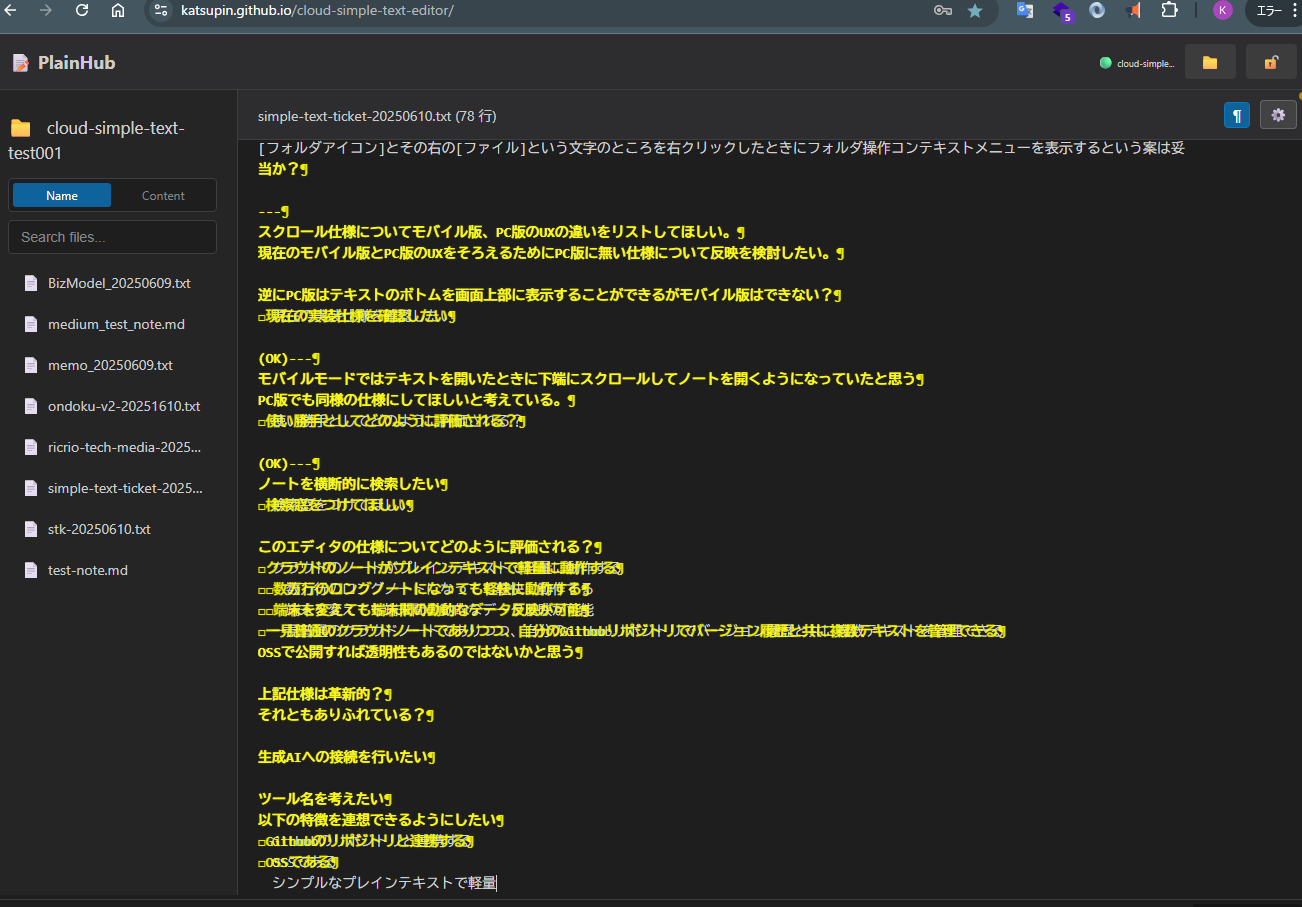 katsupin.github.io/cloud-simple-text-editor/
5
K
エラー
PlainHub
cloud-simple...
cloud-simple-text-test001
Name
Content
Search files...
BizModel_20250609.txt
medium_test_note.md
memo_20250609.txt
ondoku-v2-20251610.txt
ricrio-tech-media-2025...
simple-text-ticket-2025...
stk-20250610.txt
test-note.md
simple-text-ticket-20250610.txt (78 行)
¶
[フォルダアイコン]とその右の[ファイル]という文字のところを右クリックしたときにフォルダ操作コンテキストメニューを表示するという案は妥
当か？¶
---¶
スクロール仕様についてモバイル版、PC版のUXの違いをリストしてほしい。¶
現在のモバイル版とPC版のUXをそろえるためにPC版に無い仕様について反映を検討したい。¶
逆にPC版はテキストのボトムを画面上部に表示することができるがモバイル版はできない？¶
□現在の実装仕様を確認したい¶
(OK)---¶
モバイルモードではテキストを開いたときに下端にスクロールしてノートを開くようになっていたと思う¶
PC版でも同様の仕様にしてほしいと考えている。¶
□使い勝手としてどのように評価される？¶
(OK)---¶
ノートを横断的に検索したい¶
□検索窓をつけてほしい¶
このエディタの仕様についてどのように評価される？¶
□クラウドのノートがプレインテキストで軽量に動作する¶
□□数万行のロングノートになっても軽快に動作する¶
□□端末を変えても端末間の動的なデータ反映が可能¶
□一見普通のクラウドノートでありつつ、自分のGithubリポジトリでバージョン履歴と共に複数テキストを管理できる¶
OSSで公開すれば透明性もあるのではないかと思う¶
上記仕様は革新的？¶
それともありふれている？¶
生成AIへの接続を行いたい¶
ツール名を考えたい¶
以下の特徴を連想できるようにしたい¶
□Githubのリポジトリと連携する¶
□OSSである¶
シンプルなプレインテキストで軽量